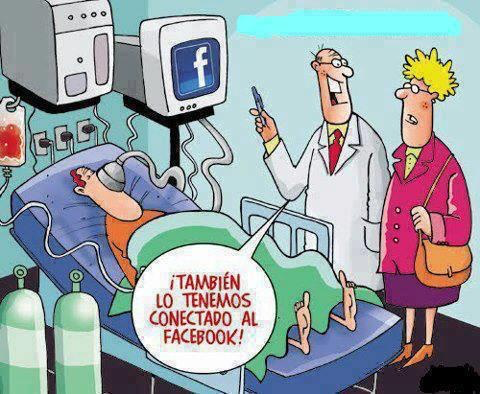 f
¡TAMBIÉN
LO TENEMOS
CONECTADO AL
FACEBOOK!